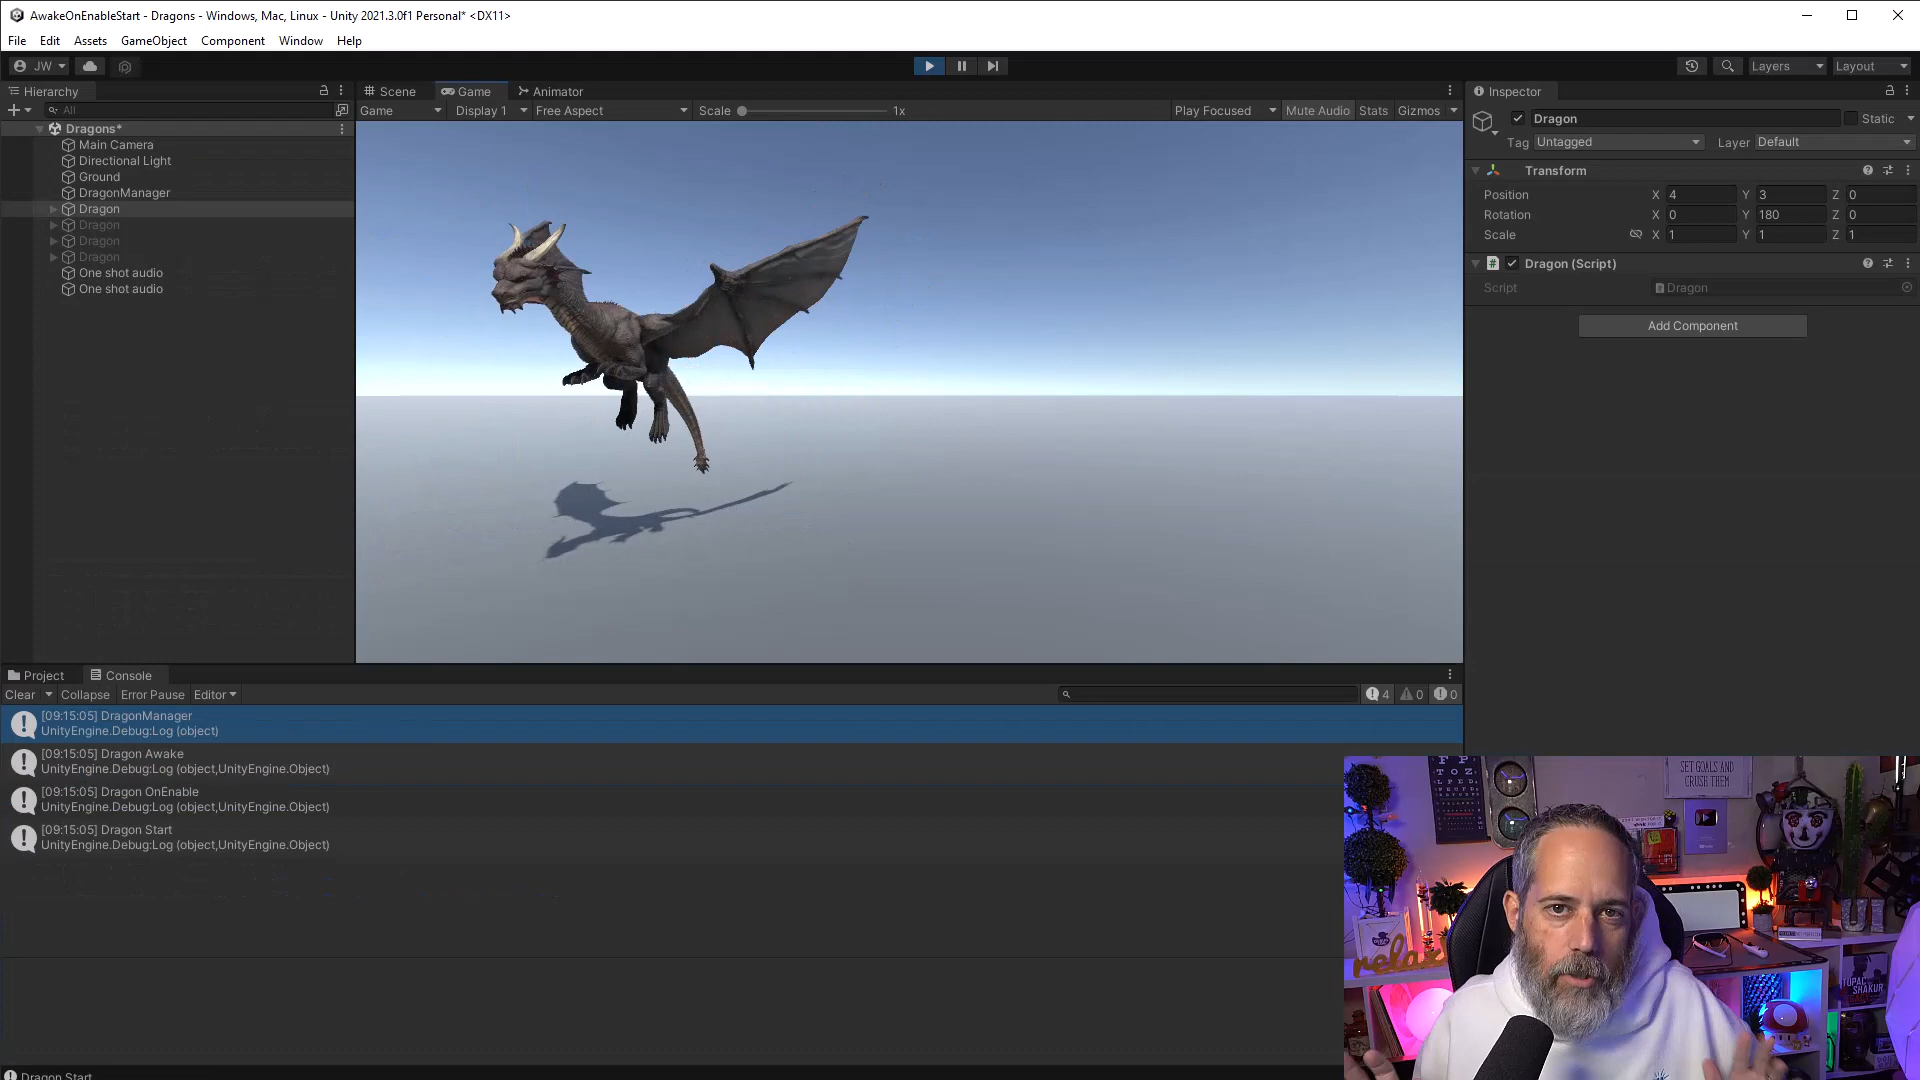 AwakeOnEnableStart - Dragons - Windows, Mac, Linux - Unity 2021.3.0f1 Personal* <DX11>
File Edit Assets GameObject Component Window Help
JW Layers Layout
Hierarchy
All
Dragons*
Main Camera
Directional Light
Ground
DragonManager
Dragon
Dragon
Dragon
Dragon
One shot audio
One shot audio
Scene Game Animator
Game Display 1 Free Aspect Scale 1x Play Focused Mute Audio Stats Gizmos
Inspector
Dragon Static
Tag Untagged Layer Default
Transform
Position X 4 Y 3 Z 0
Rotation X 0 Y 180 Z 0
Scale X 1 Y 1 Z 1
Dragon (Script)
Script Dragon
Add Component
Project Console
Clear Collapse Error Pause Editor 4 0 0
[09:15:05] DragonManager
UnityEngine.Debug:Log (object)
[09:15:05] Dragon Awake
UnityEngine.Debug:Log (object,UnityEngine.Object)
[09:15:05] Dragon OnEnable
UnityEngine.Debug:Log (object,UnityEngine.Object)
[09:15:05] Dragon Start
UnityEngine.Debug:Log (object,UnityEngine.Object)
Dragon Start
SET GOALS AND
CRUSH THEM
relax
TUPAC
SHAKUR